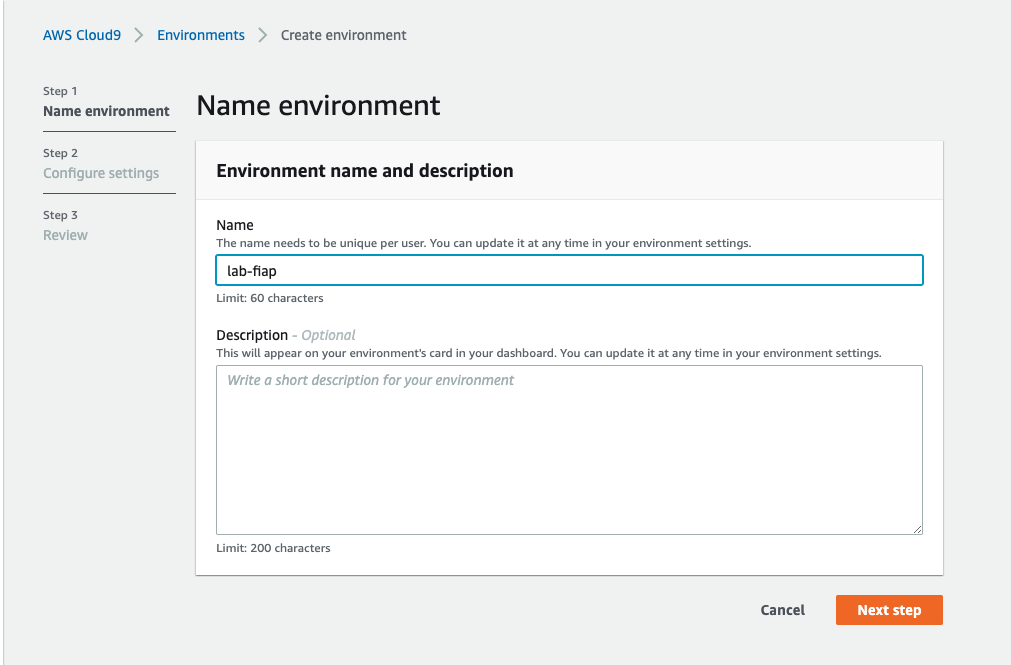 AWS Cloud9 > Environments > Create environment
Step 1
Name environment
Step 2
Configure settings
Step 3
Review
Name environment
Environment name and description
Name
The name needs to be unique per user. You can update it at any time in your environment settings.
lab-fiap
Limit: 60 characters
Description - Optional
This will appear on your environment's card in your dashboard. You can update it at any time in your environment settings.
Write a short description for your environment
Limit: 200 characters
Cancel Next step